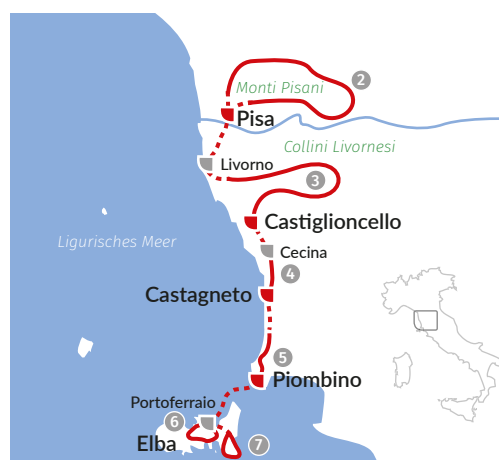 2
Monti Pisani
Pisa
Collini Livornesi
Livorno
3
Castiglioncello
Ligurisches Meer
Cecina
4
Castagneto
5
Piombino
Portoferraio
6
Elba
7